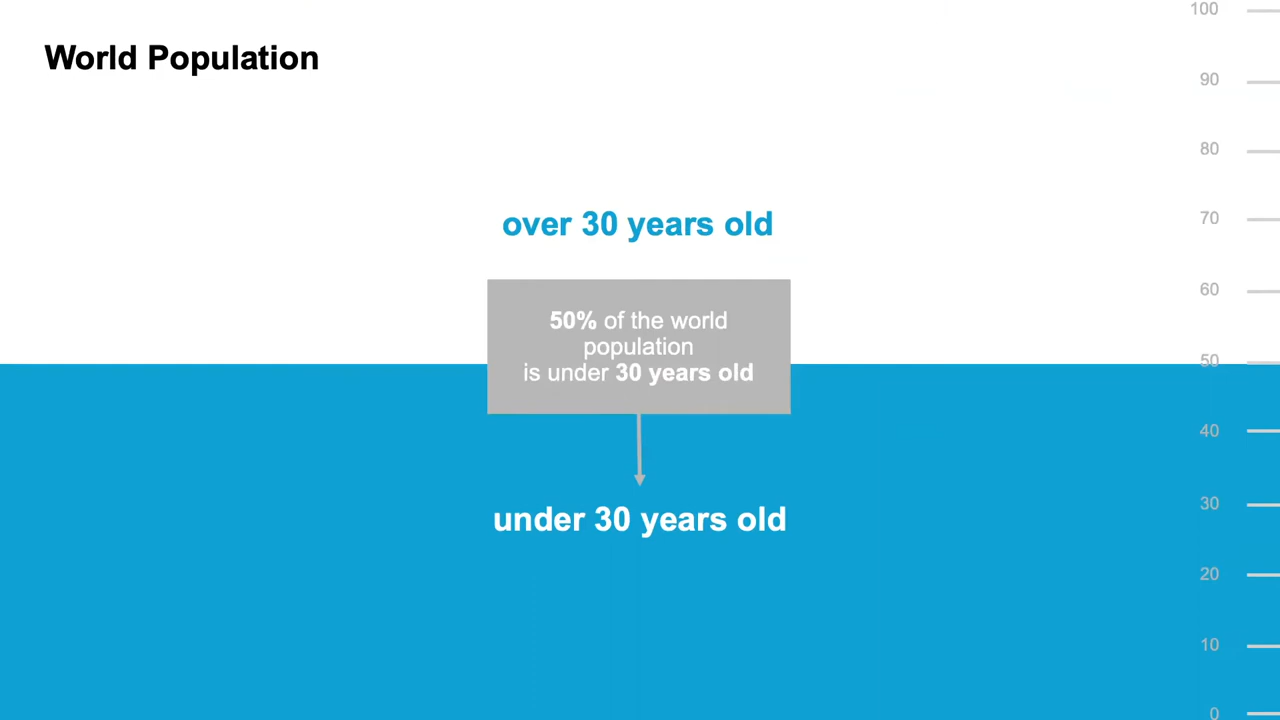 World Population
100
90
80
over 30 years old
70
60
50% of the world
population
is under 30 years old
50
40
under 30 years old
30
20
10
0